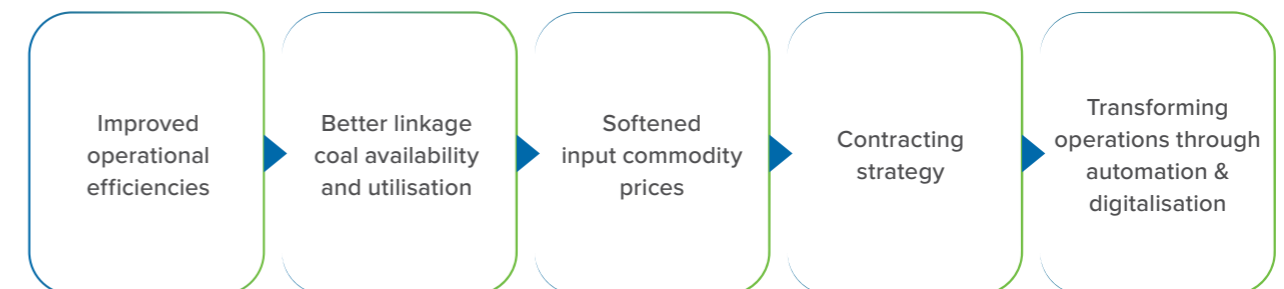 Improved
operational
efficiencies
Better linkage
coal availability
and utilisation
Softened
input commodity
prices
Contracting
strategy
Transforming
operations through
automation &
digitalisation